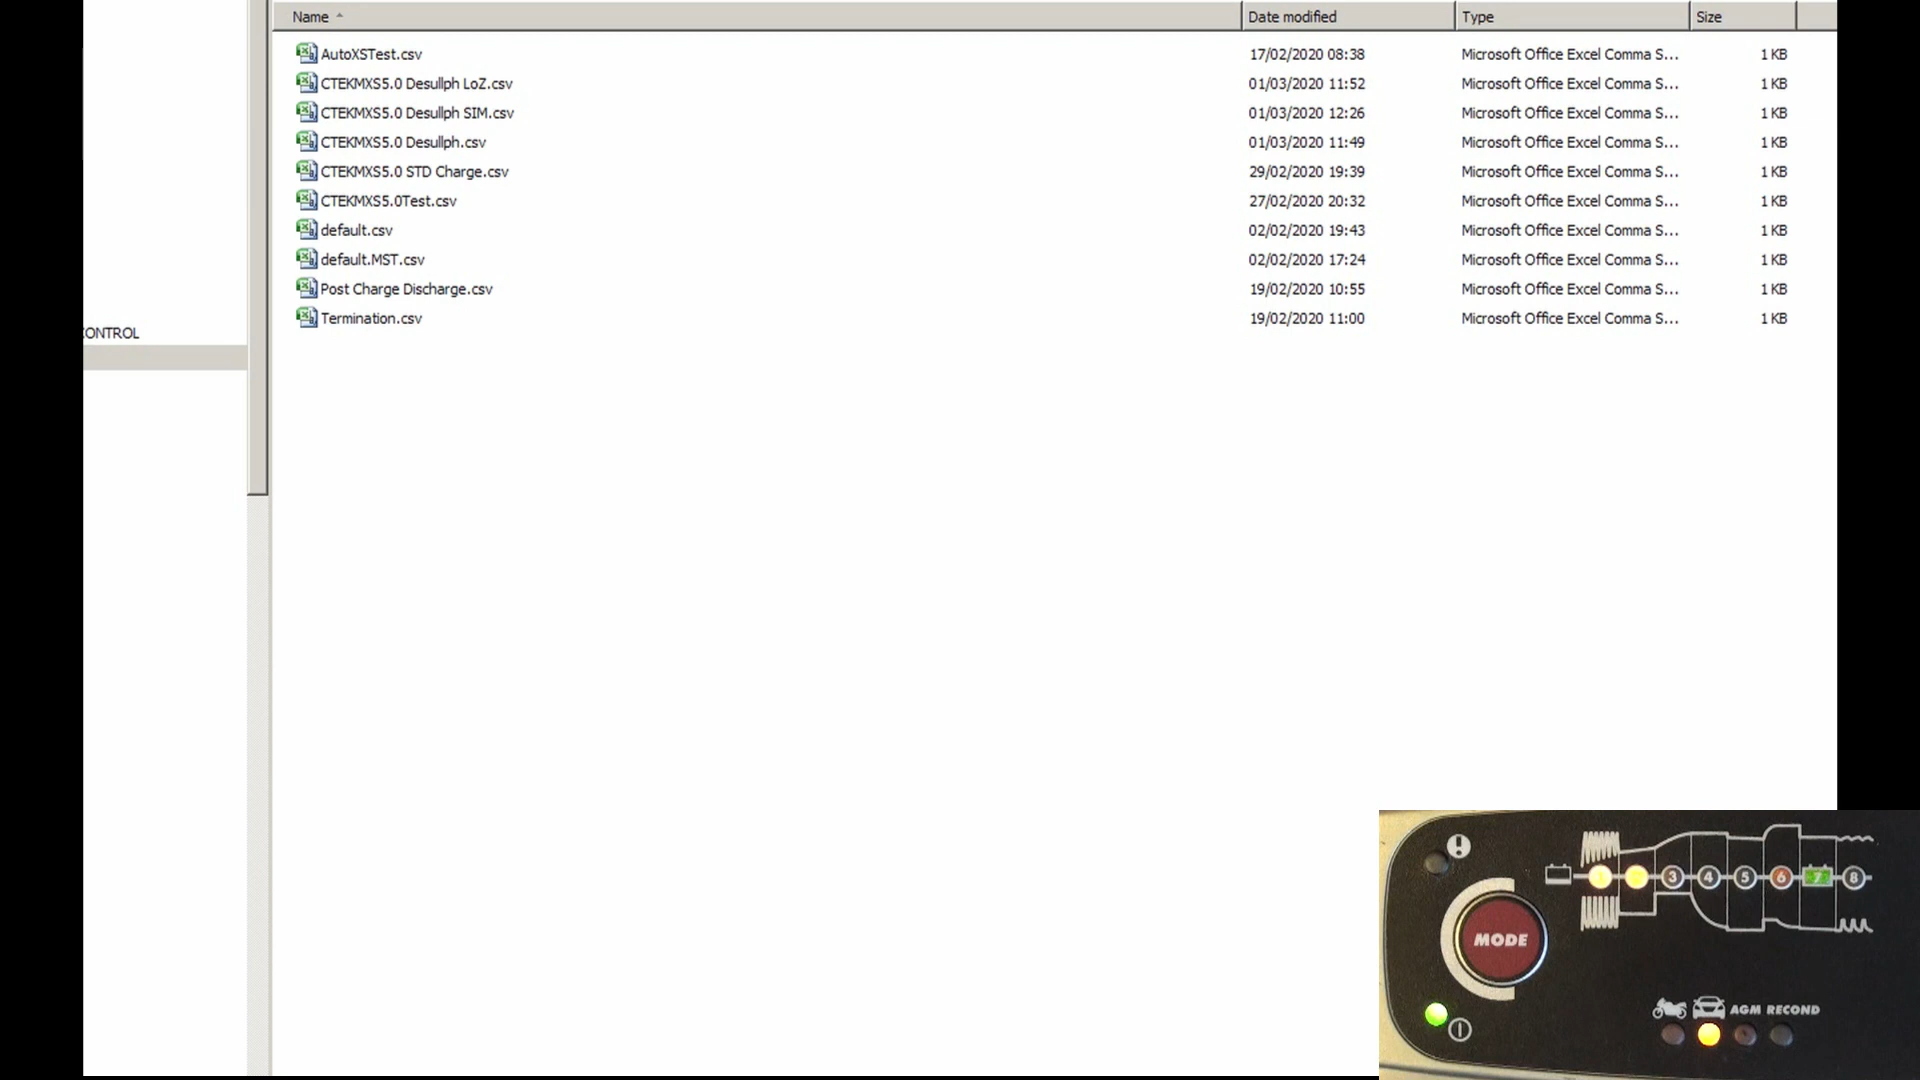 Name Date modified Type Size
AutoXSTest.csv 17/02/2020 08:38 Microsoft Office Excel Comma S... 1 KB
CTEKMXS5.0 Desullph LoZ.csv 01/03/2020 11:52 Microsoft Office Excel Comma S... 1 KB
CTEKMXS5.0 Desullph SIM.csv 01/03/2020 12:26 Microsoft Office Excel Comma S... 1 KB
CTEKMXS5.0 Desullph.csv 01/03/2020 11:49 Microsoft Office Excel Comma S... 1 KB
CTEKMXS5.0 STD Charge.csv 29/02/2020 19:39 Microsoft Office Excel Comma S... 1 KB
CTEKMXS5.0Test.csv 27/02/2020 20:32 Microsoft Office Excel Comma S... 1 KB
default.csv 02/02/2020 19:43 Microsoft Office Excel Comma S... 1 KB
default.MST.csv 02/02/2020 17:24 Microsoft Office Excel Comma S... 1 KB
Post Charge Discharge.csv 19/02/2020 10:55 Microsoft Office Excel Comma S... 1 KB
Termination.csv 19/02/2020 11:00 Microsoft Office Excel Comma S... 1 KB
CONTROL
3 4 5 6 7 8
MODE
AGM RECOND